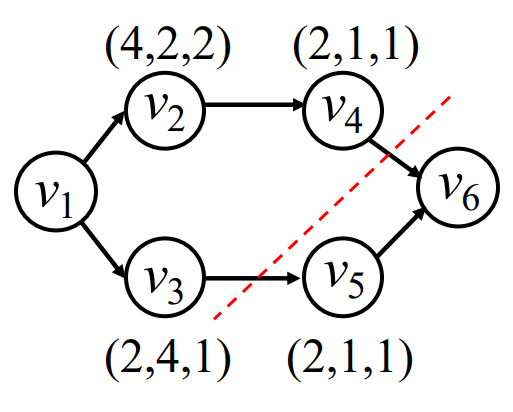 (4,2,2) (2,1,1)
v2 v4
v1 v6
v3 v5
(2,4,1) (2,1,1)